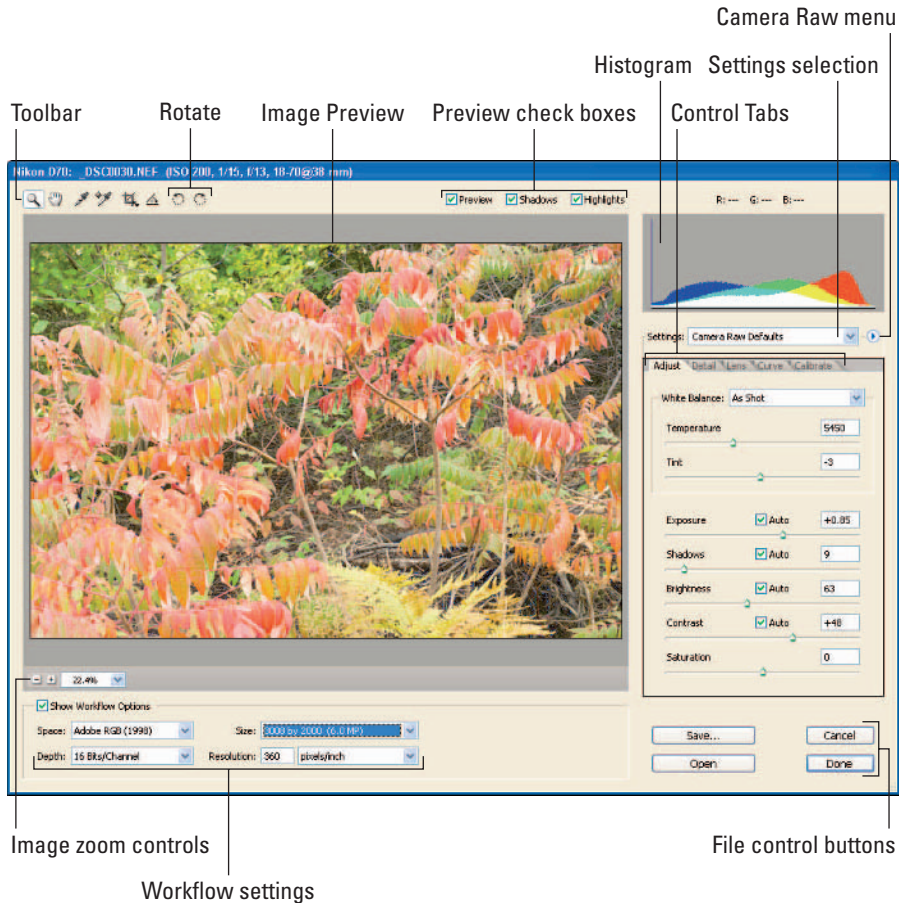 Camera Raw menu
Histogram Settings selection
Toolbar Rotate Image Preview Preview check boxes Control Tabs
Nikon D70: _DSC0030.NEF (ISO 200, 1/15, f/13, 18-70@38 mm)
Preview Shadows Highlights
R: --- G: --- B: ---
Settings: Camera Raw Defaults
Adjust Detail Lens Curve Calibrate
White Balance: As Shot
Temperature 5450
Tint -3
Exposure Auto +0.85
Shadows Auto 9
Brightness Auto 63
Contrast Auto +48
Saturation 0
22.4%
Show Workflow Options
Space: Adobe RGB (1998) Size: 3008 by 2000 (6.0 MP)
Depth: 16 Bits/Channel Resolution: 360 pixels/inch
Save... Cancel
Open Done
Image zoom controls File control buttons
Workflow settings